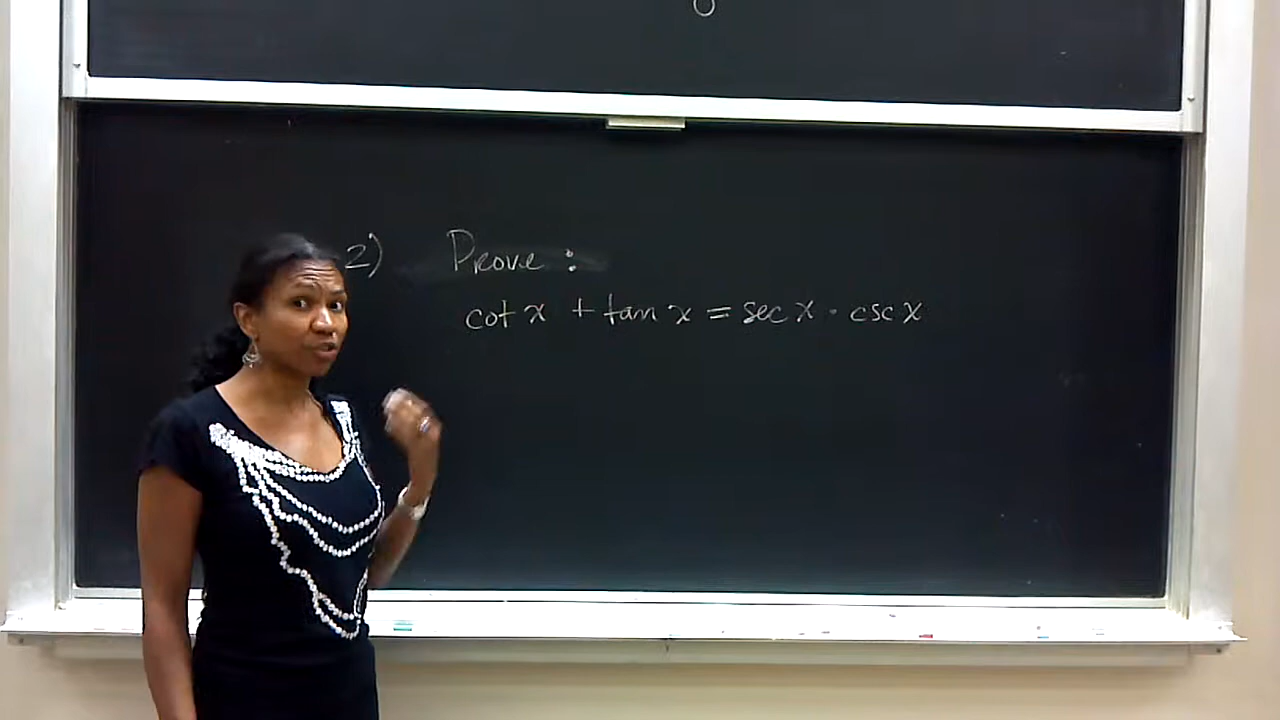 2) Prove :
cot x + tan x = sec x · csc x